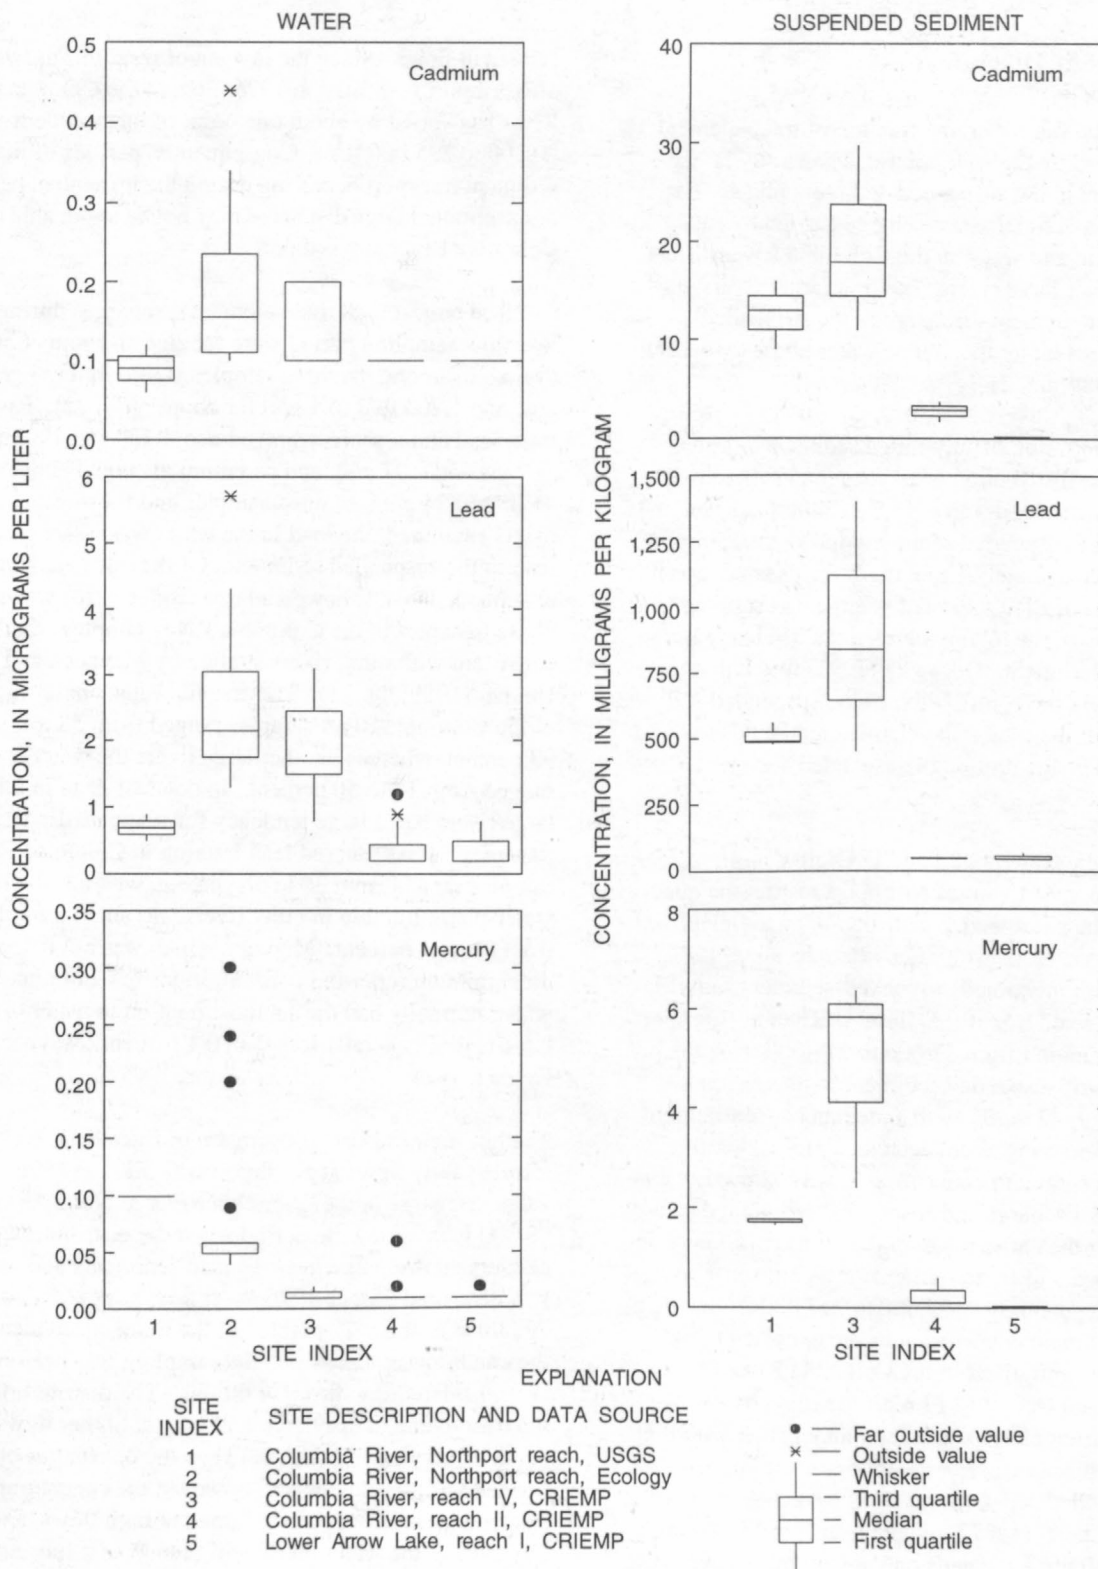 WATER
SUSPENDED SEDIMENT
CONCENTRATION, IN MICROGRAMS PER LITER
0.5
0.4
0.3
0.2
0.1
0.0
Cadmium
6
5
4
3
2
1
0
Lead
0.35
0.30
0.25
0.20
0.15
0.10
0.05
0.00
Mercury
1 2 3 4 5
SITE INDEX
CONCENTRATION, IN MILLIGRAMS PER KILOGRAM
40
30
20
10
0
Cadmium
1,500
1,250
1,000
750
500
250
0
Lead
8
6
4
2
0
Mercury
1 3 4 5
SITE INDEX
EXPLANATION
SITE INDEX
SITE DESCRIPTION AND DATA SOURCE
1 Columbia River, Northport reach, USGS
2 Columbia River, Northport reach, Ecology
3 Columbia River, reach IV, CRIEMP
4 Columbia River, reach II, CRIEMP
5 Lower Arrow Lake, reach I, CRIEMP
Far outside value
Outside value
Whisker
Third quartile
Median
First quartile